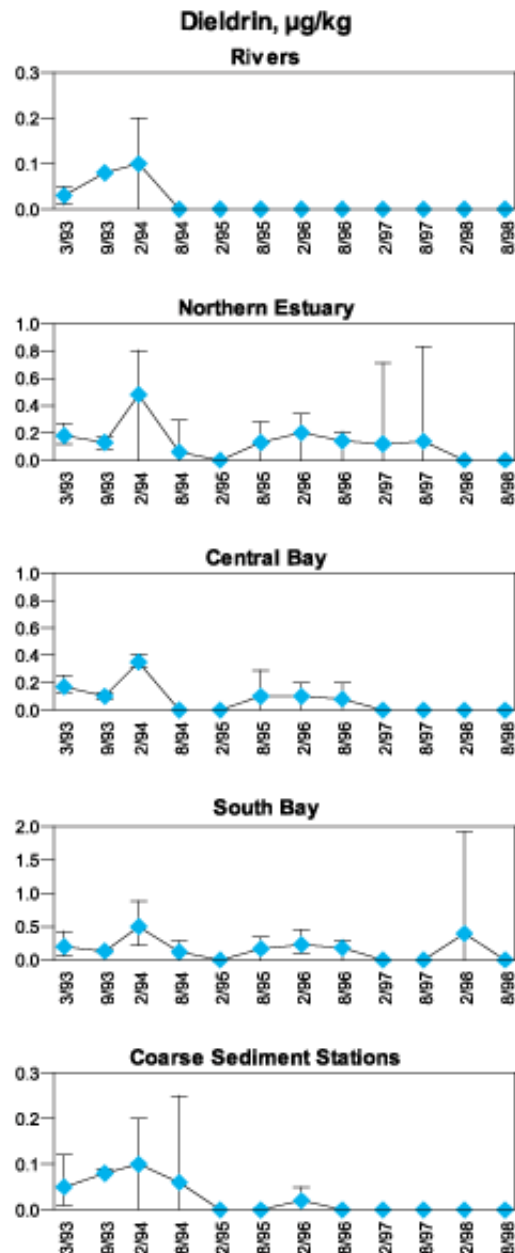 Dieldrin, µg/kg
Rivers
0.3
0.2
0.1
0.0
3/93 9/93 2/94 8/94 2/95 8/95 2/96 8/96 2/97 8/97 2/98 8/98
Northern Estuary
1.0
0.8
0.6
0.4
0.2
0.0
3/93 9/93 2/94 8/94 2/95 8/95 2/96 8/96 2/97 8/97 2/98 8/98
Central Bay
1.0
0.8
0.6
0.4
0.2
0.0
3/93 9/93 2/94 8/94 2/95 8/95 2/96 8/96 2/97 8/97 2/98 8/98
South Bay
2.0
1.5
1.0
0.5
0.0
3/93 9/93 2/94 8/94 2/95 8/95 2/96 8/96 2/97 8/97 2/98 8/98
Coarse Sediment Stations
0.3
0.2
0.1
0.0
3/93 9/93 2/94 8/94 2/95 8/95 2/96 8/96 2/97 8/97 2/98 8/98